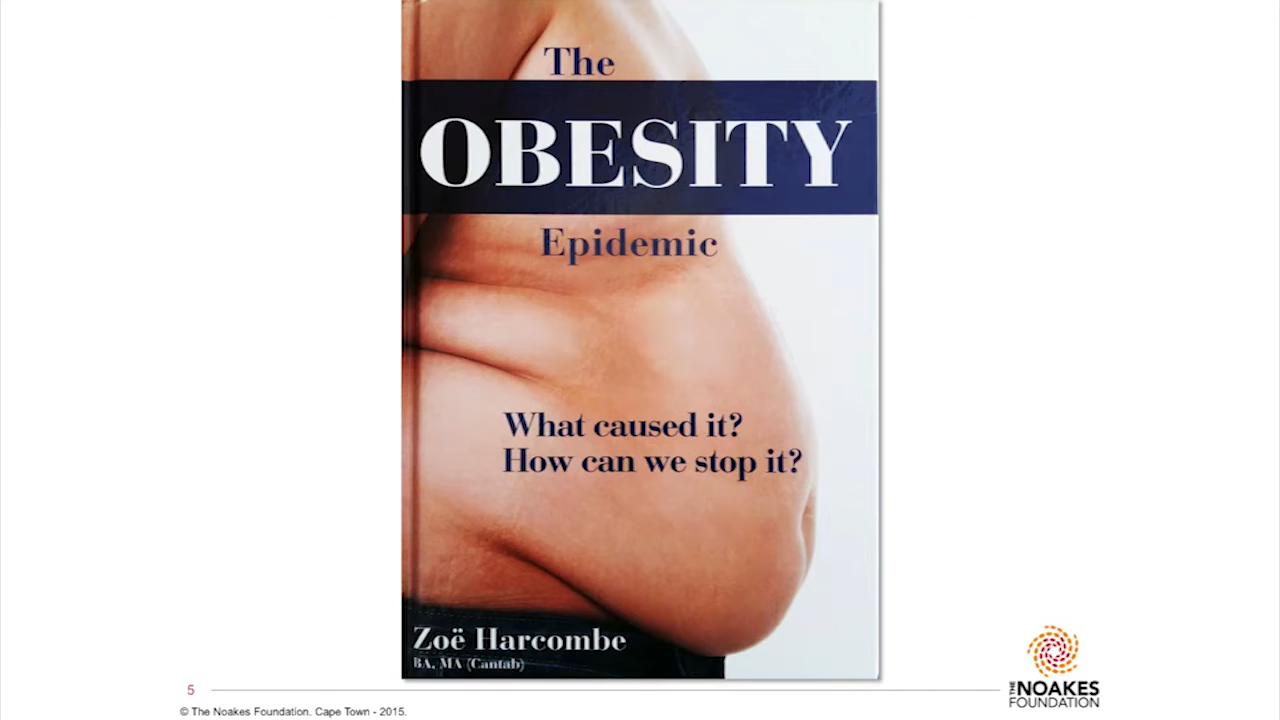 The
OBESITY
Epidemic
What caused it?
How can we stop it?
Zoë Harcombe
BA, MA (Cantab)
5
© The Noakes Foundation. Cape Town - 2015.
THE NOAKES
FOUNDATION